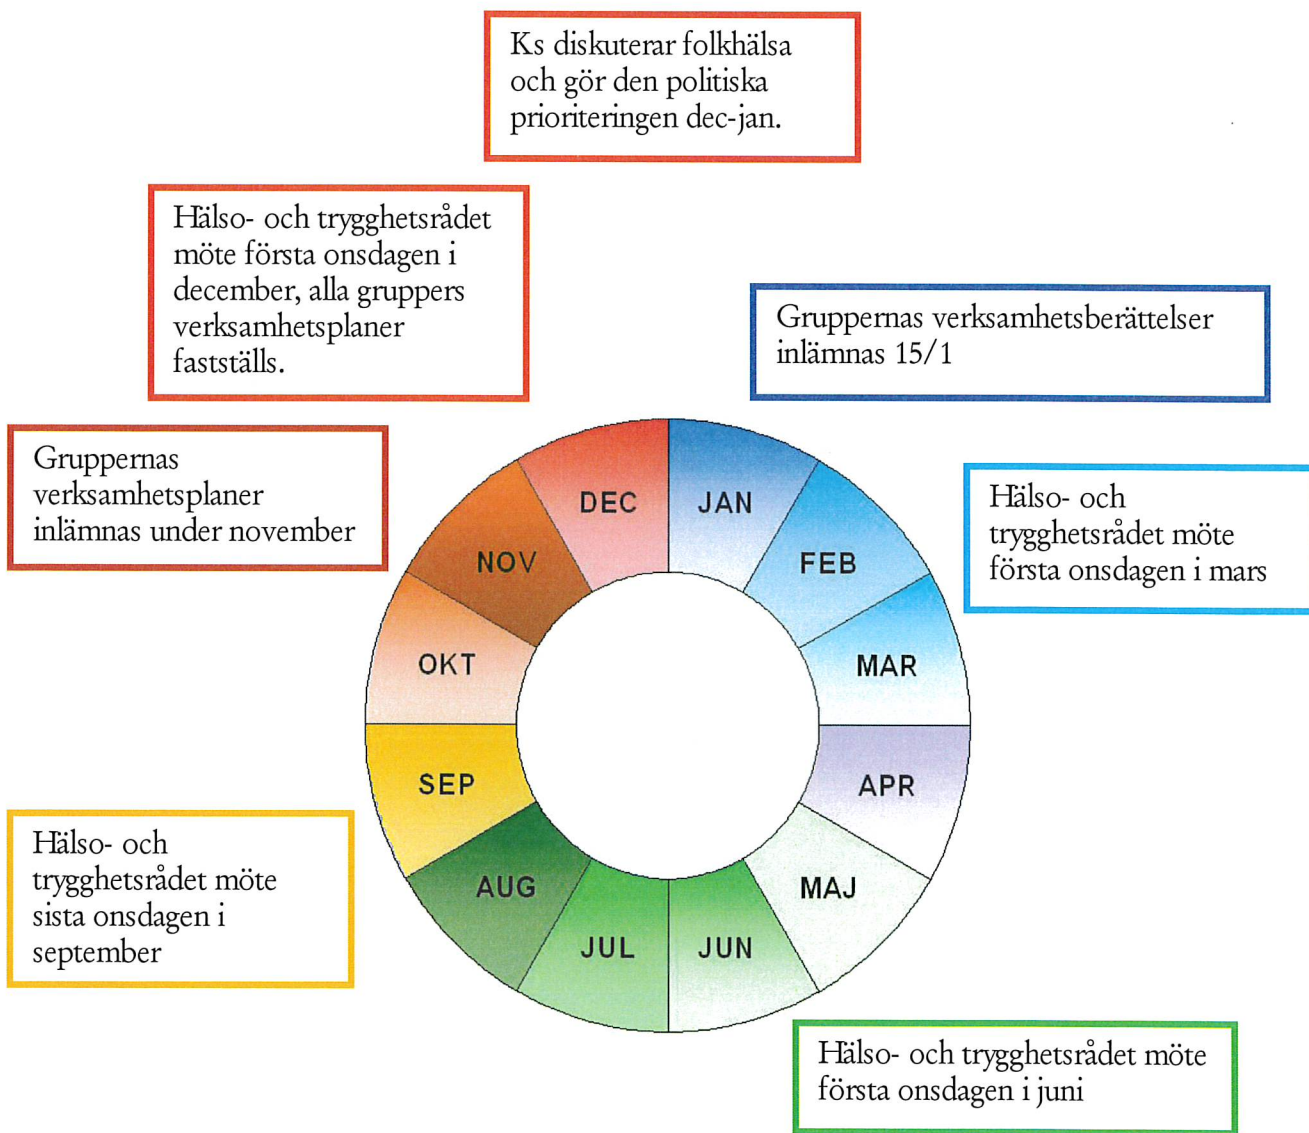 Ks diskuterar folkhälsa
och gör den politiska
prioriteringen dec-jan.
Hälso- och trygghetsrådet
möte första onsdagen i
december, alla gruppers
verksamhetsplaner
fastställs.
Gruppernas verksamhetsberättelser
inlämnas 15/1
Gruppernas
verksamhetsplaner
inlämnas under november
Hälso- och
trygghetsrådet möte
första onsdagen i mars
DEC
JAN
NOV
FEB
OKT
MAR
SEP
APR
AUG
MAJ
JUL
JUN
Hälso- och
trygghetsrådet möte
sista onsdagen i
september
Hälso- och trygghetsrådet möte
första onsdagen i juni